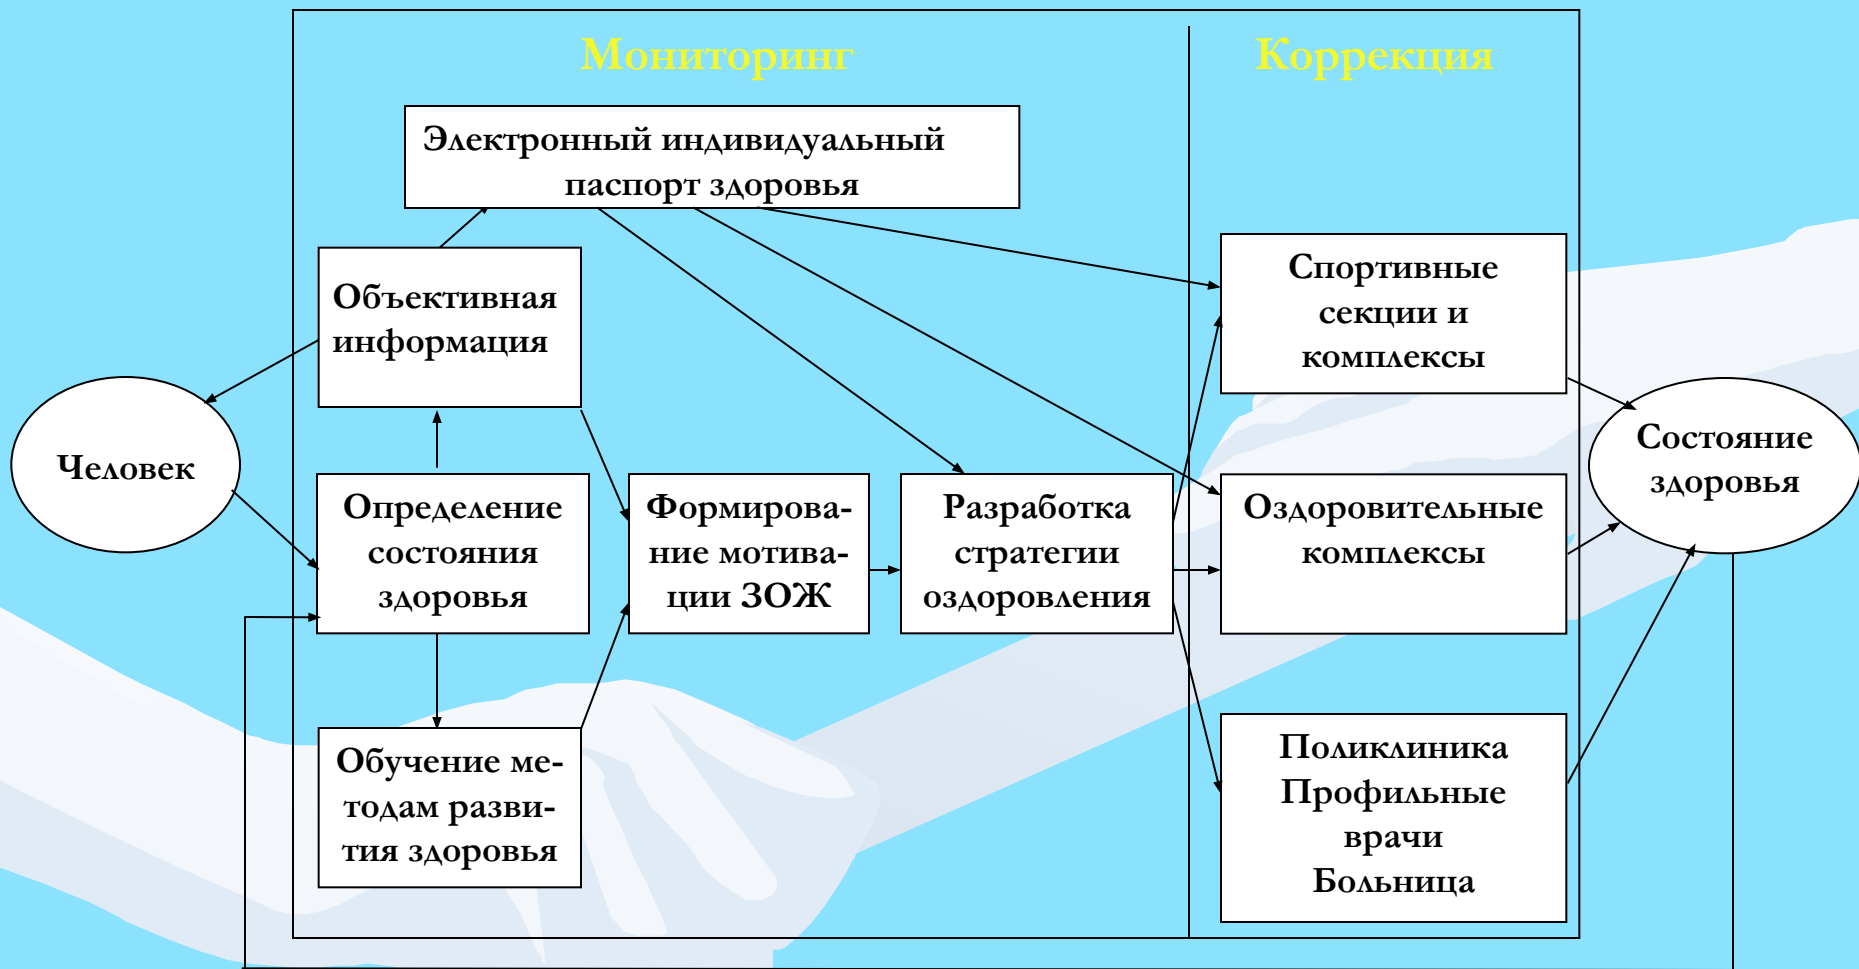 Мониторинг
Коррекция
Электронный индивидуальный
паспорт здоровья
Объективная
информация
Спортивные
секции и
комплексы
Человек
Состояние
здоровья
Определение
состояния
здоровья
Формирова-
ние мотива-
ции ЗОЖ
Разработка
стратегии
оздоровления
Оздоровительные
комплексы
Обучение ме-
тодам разви-
тия здоровья
Поликлиника
Профильные
врачи
Больница